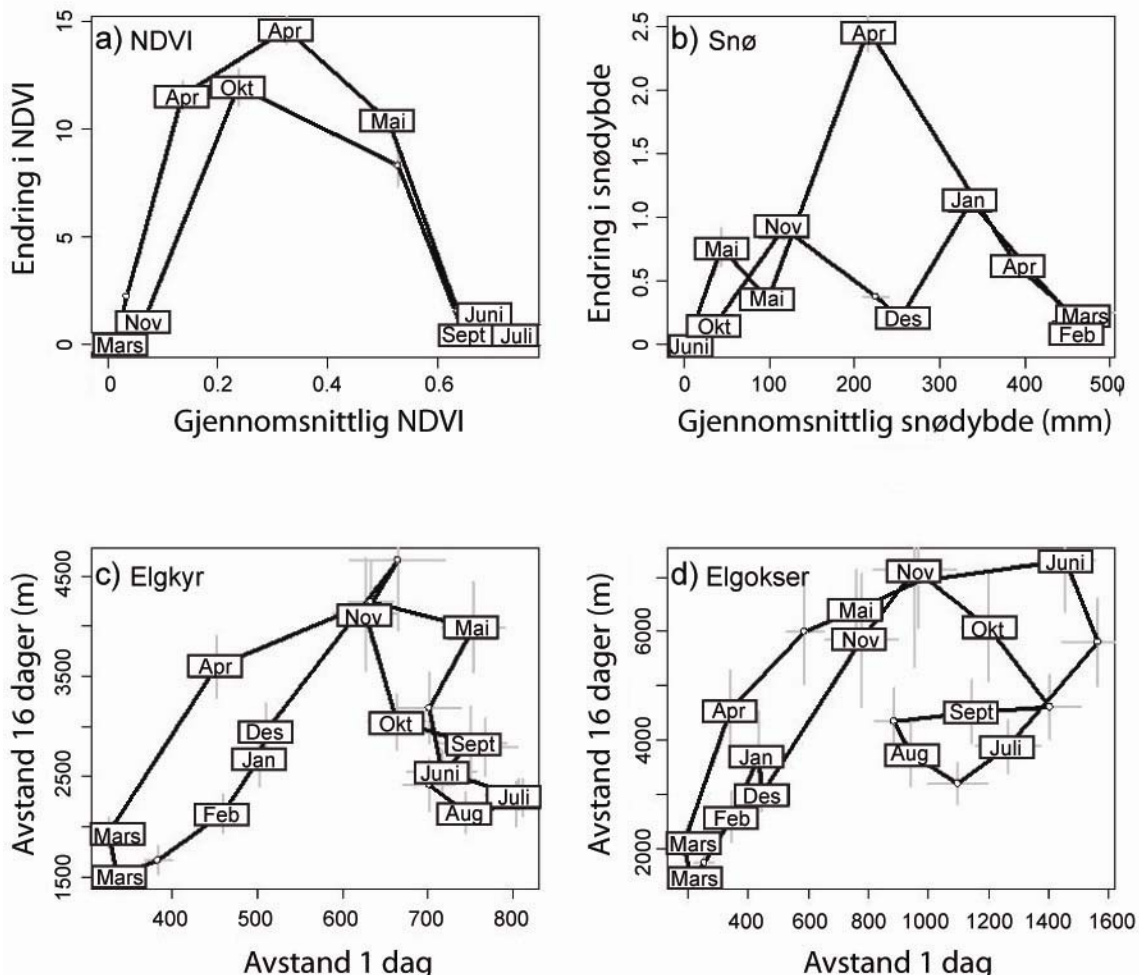 a) NDVI
Endring i NDVI
15
10
5
0
Apr
Apr
Okt
Mai
Nov
Mars
Juni
Sept
Juli
0
0.2
0.4
0.6
Gjennomsnittlig NDVI
b) Snø
Endring i snødybde
2.5
2.0
1.5
1.0
0.5
0.0
Apr
Jan
Nov
Mai
Mai
Apr
Okt
Des
Mars
Feb
Juni
0
100
200
300
400
500
Gjennomsnittlig snødybde (mm)
c) Elgkyr
Avstand 16 dager (m)
4500
3500
2500
1500
Nov
Mai
Apr
Des
Okt
Sept
Jan
Juni
Juli
Feb
Aug
Mars
Mars
400
500
600
700
800
Avstand 1 dag
d) Elgokser
Avstand 16 dager (m)
6000
4000
2000
Nov
Juni
Mai
Okt
Nov
Apr
Sept
Jan
Aug
Juli
Des
Feb
Mars
Mars
400
600
800
1000
1200
1400
1600
Avstand 1 dag